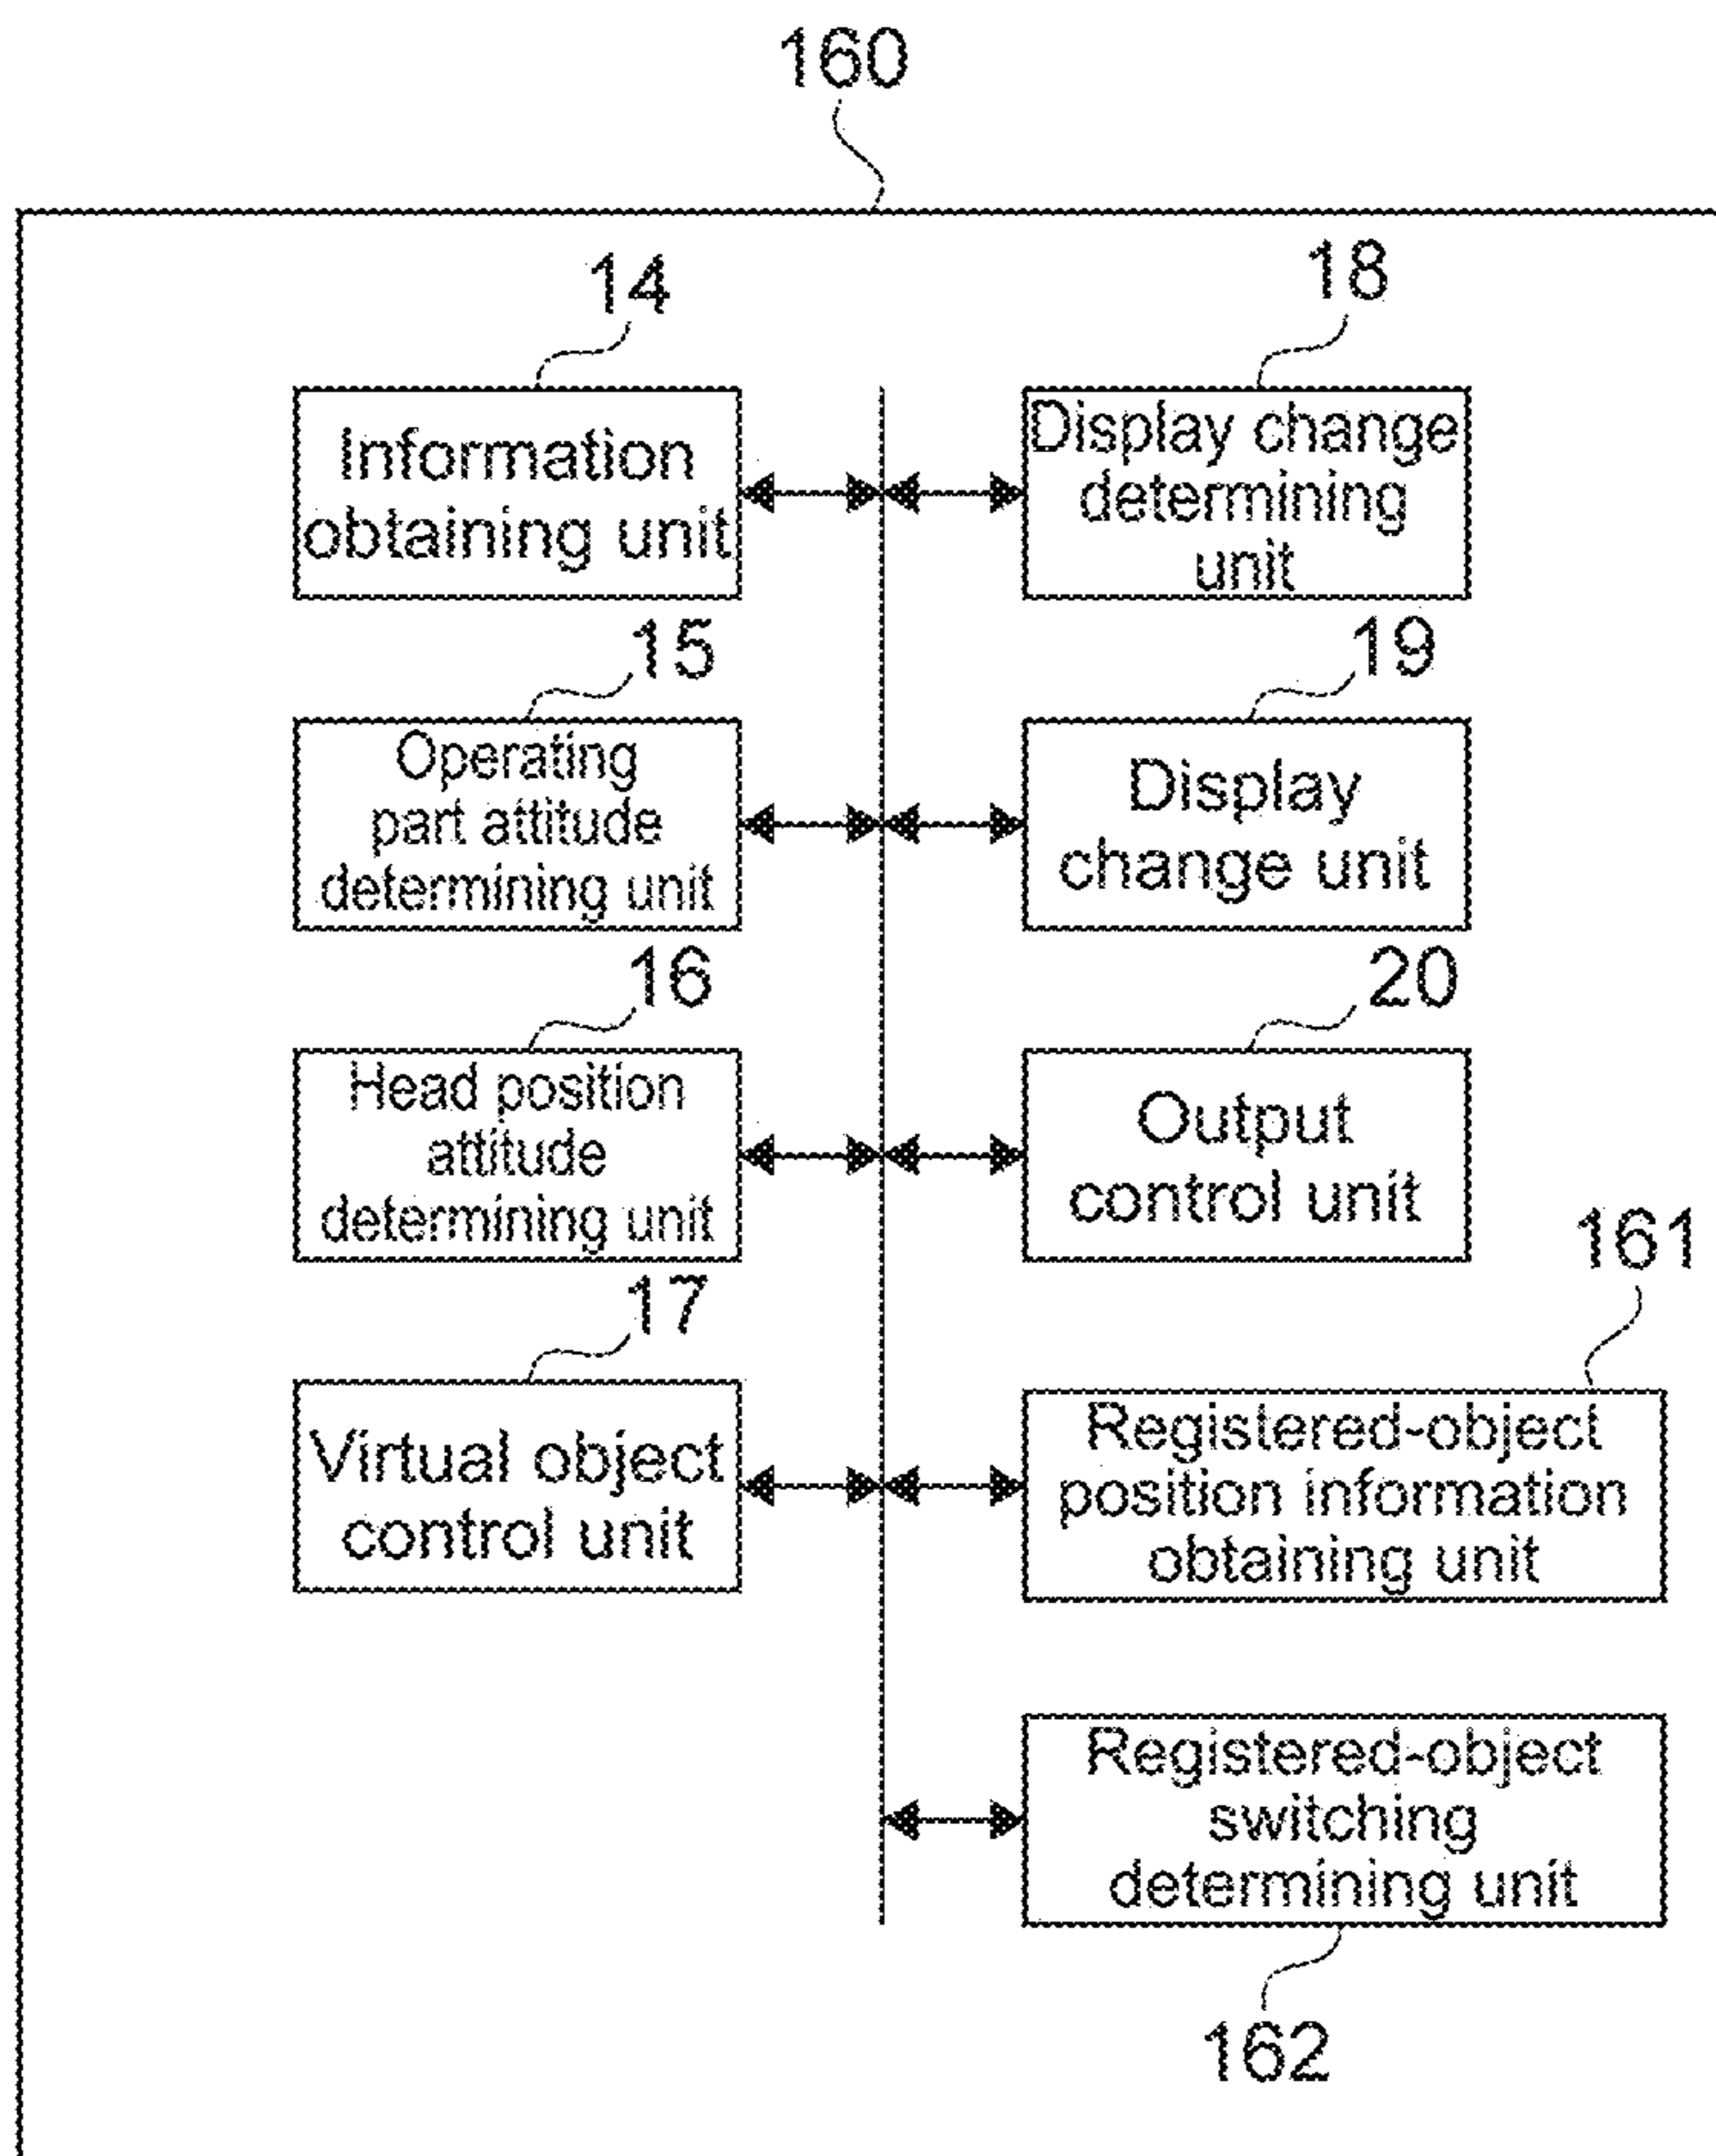 160
14
Information
obtaining unit
15
Operating
part attitude
determining unit
16
Head position
attitude
determining unit
17
Virtual object
control unit
18
Display change
determining
unit
19
Display
change unit
20
Output
control unit
161
Registered-object
position information
obtaining unit
Registered-object
switching
determining unit
162